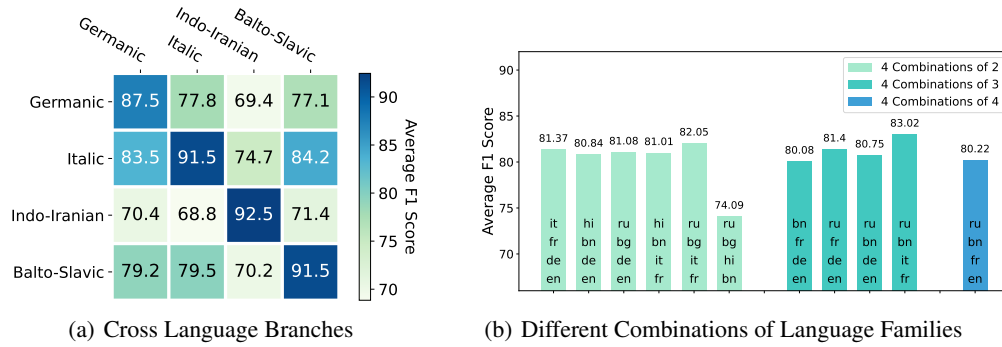 Germanic
Italic
Indo-Iranian
Balto-Slavic
Germanic 87.5 77.8 69.4 77.1
Italic 83.5 91.5 74.7 84.2
Indo-Iranian 70.4 68.8 92.5 71.4
Balto-Slavic 79.2 79.5 70.2 91.5
90
85
80
75
70
Average F1 Score
(a) Cross Language Branches
Average F1 Score
90
85
80
75
70
4 Combinations of 2
4 Combinations of 3
4 Combinations of 4
81.37 80.84 81.08 81.01 82.05 74.09 80.08 81.4 80.75 83.02 80.22
it hi ru hi ru ru bn ru ru ru ru
fr bn bg bn bg bg fr fr bn bn bn
de de de it it hi de de de it fr
en en en fr fr bn en en en fr en
(b) Different Combinations of Language Families